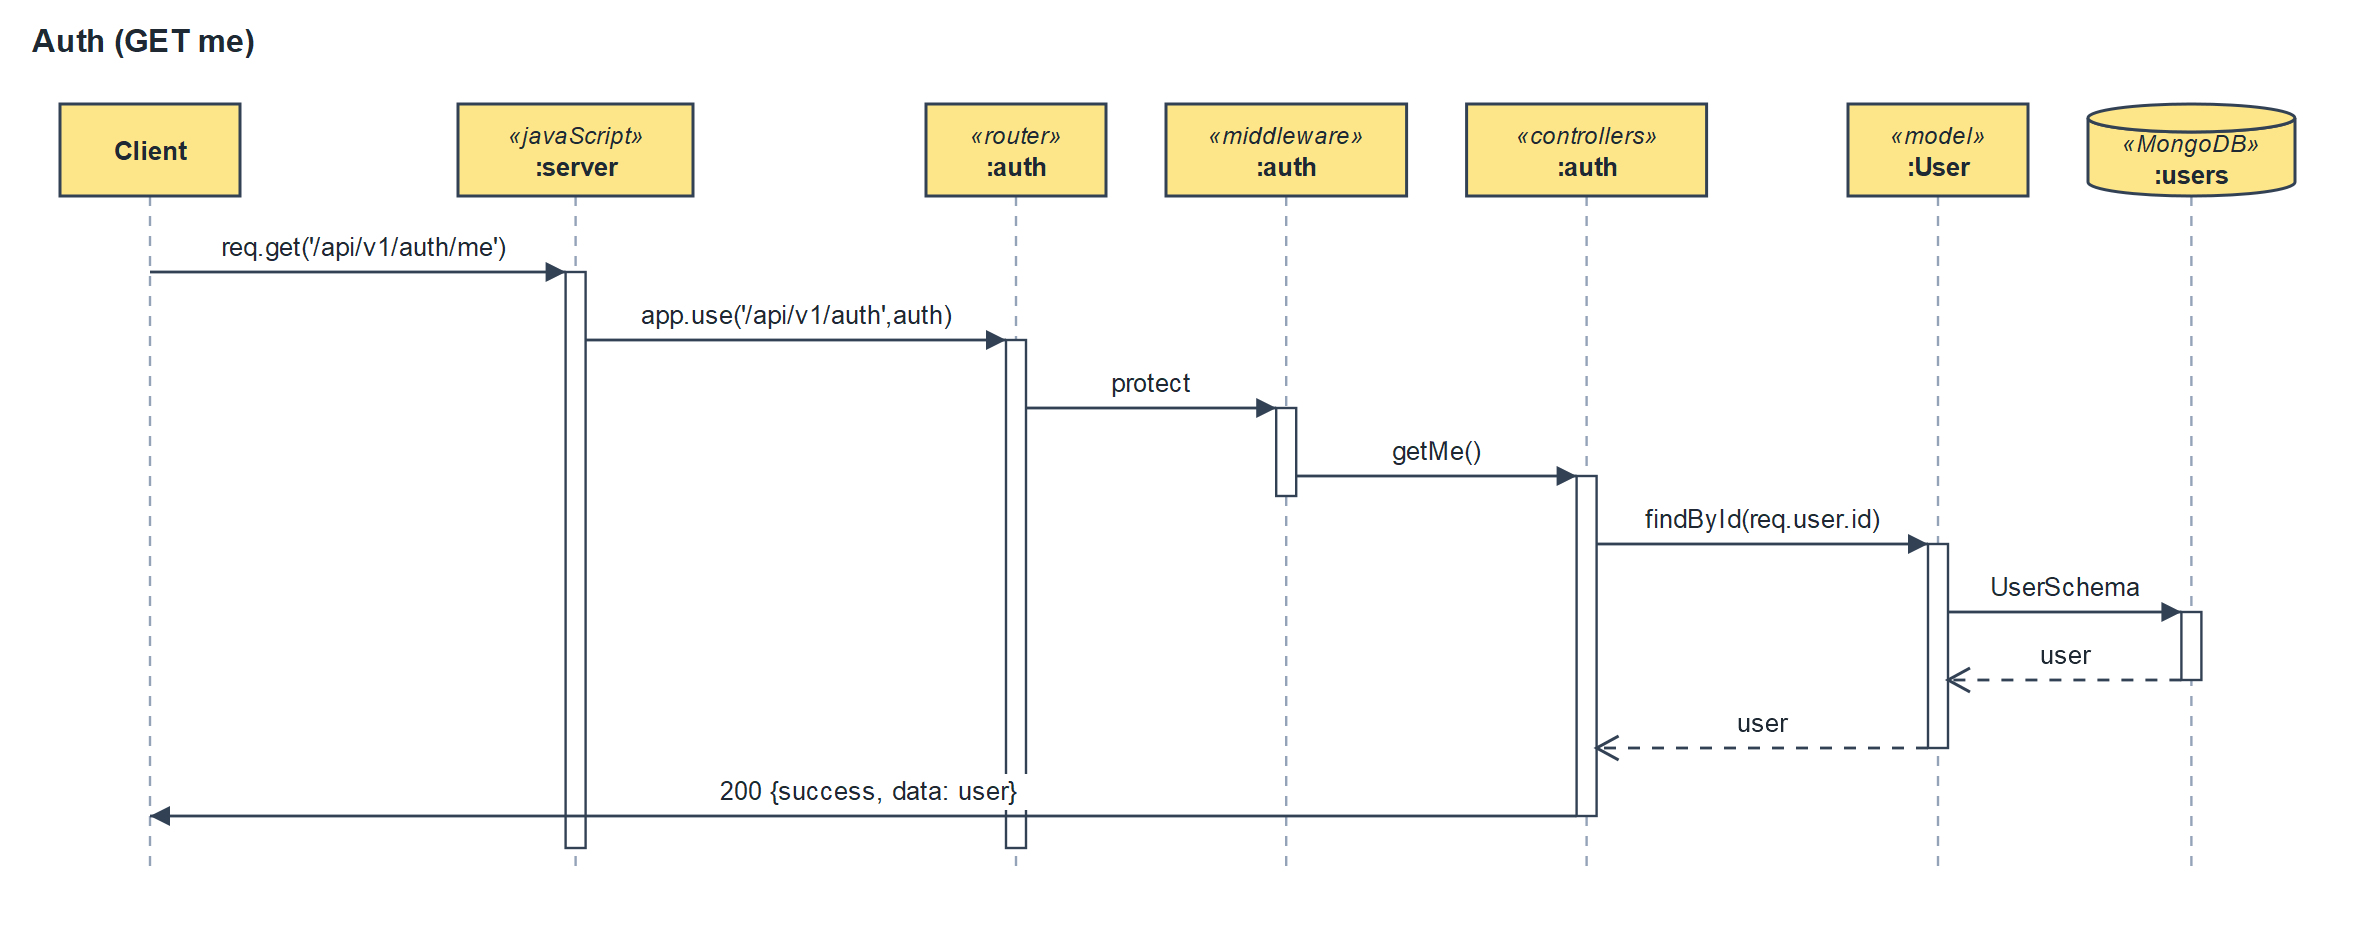 Auth (GET me)
Client
«javaScript»
:server
«router»
:auth
«middleware»
:auth
«controllers»
:auth
«model»
:User
«MongoDB»
:users
req.get('/api/v1/auth/me')
app.use('/api/v1/auth',auth)
protect
getMe()
findById(req.user.id)
UserSchema
user
user
200 {success, data: user}